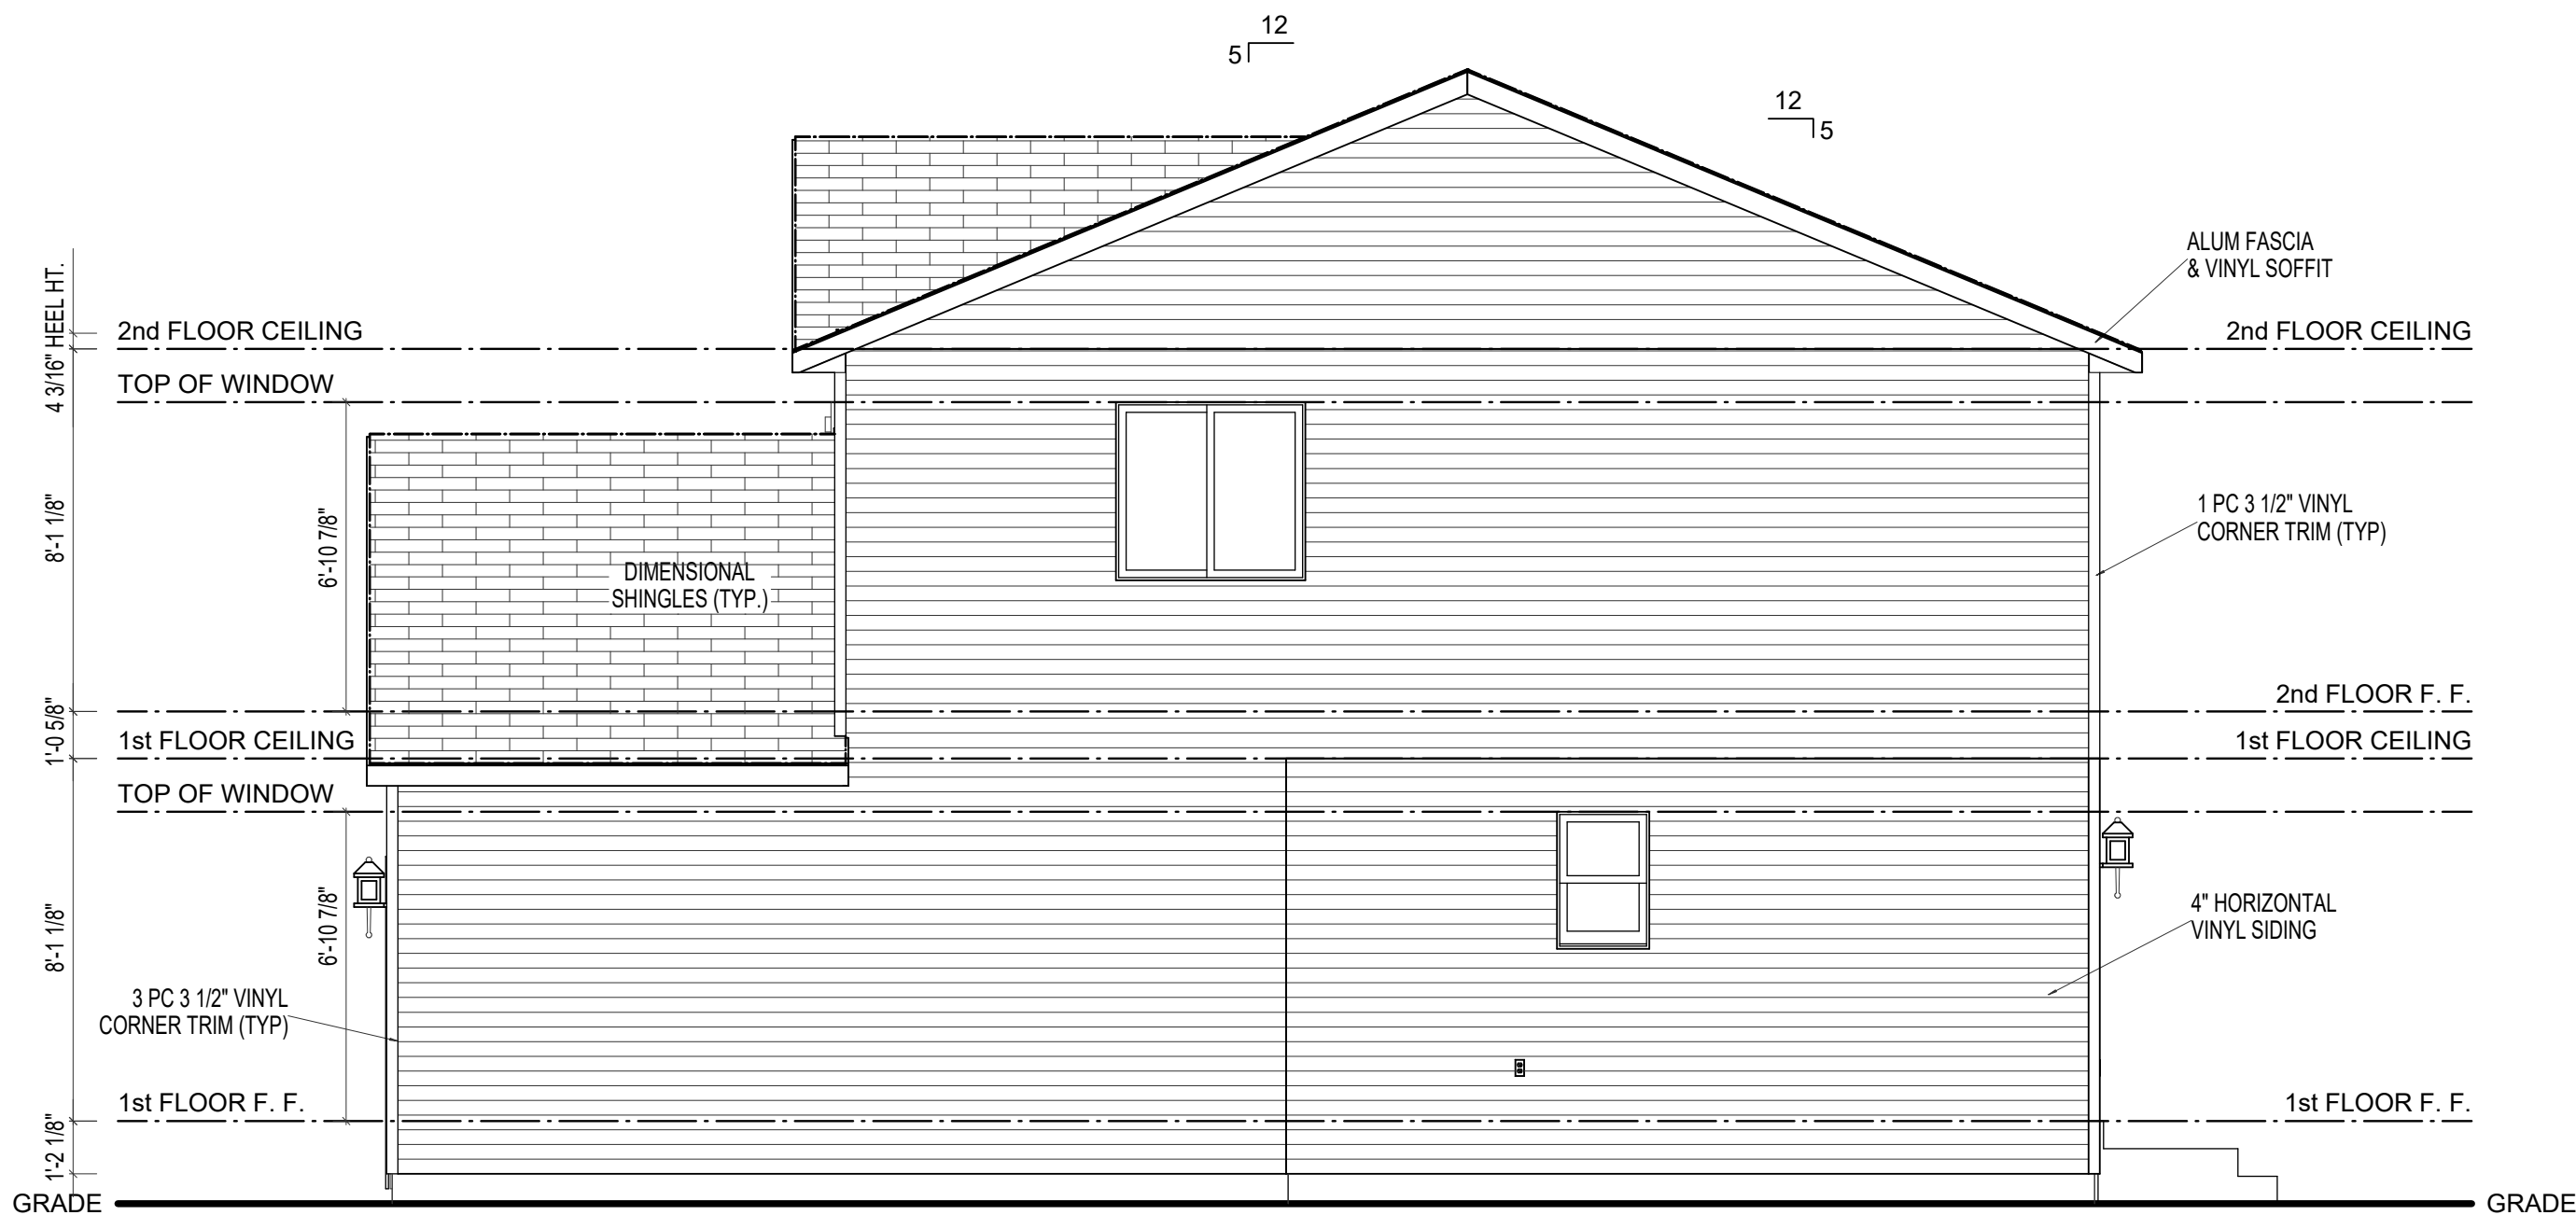 12
5
12
5
ALUM FASCIA
& VINYL SOFFIT
4 3/16" HEEL HT.
2nd FLOOR CEILING
2nd FLOOR CEILING
TOP OF WINDOW
8'-1 1/8"
6'-10 7/8"
1 PC 3 1/2" VINYL
CORNER TRIM (TYP)
DIMENSIONAL
SHINGLES (TYP.)
2nd FLOOR F. F.
1'-0 5/8"
1st FLOOR CEILING
1st FLOOR CEILING
TOP OF WINDOW
8'-1 1/8"
6'-10 7/8"
4" HORIZONTAL
VINYL SIDING
3 PC 3 1/2" VINYL
CORNER TRIM (TYP)
1st FLOOR F. F.
1st FLOOR F. F.
1'-2 1/8"
GRADE
GRADE